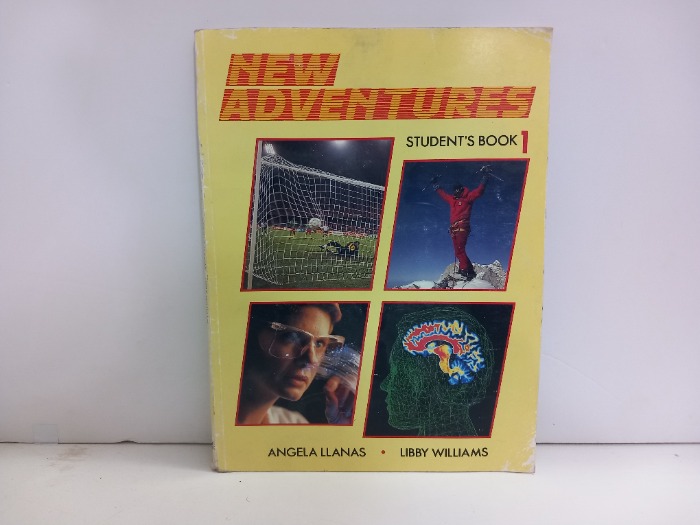 NEW
ADVENTURES
STUDENT'S BOOK 1
ANGELA LLANAS • LIBBY WILLIAMS